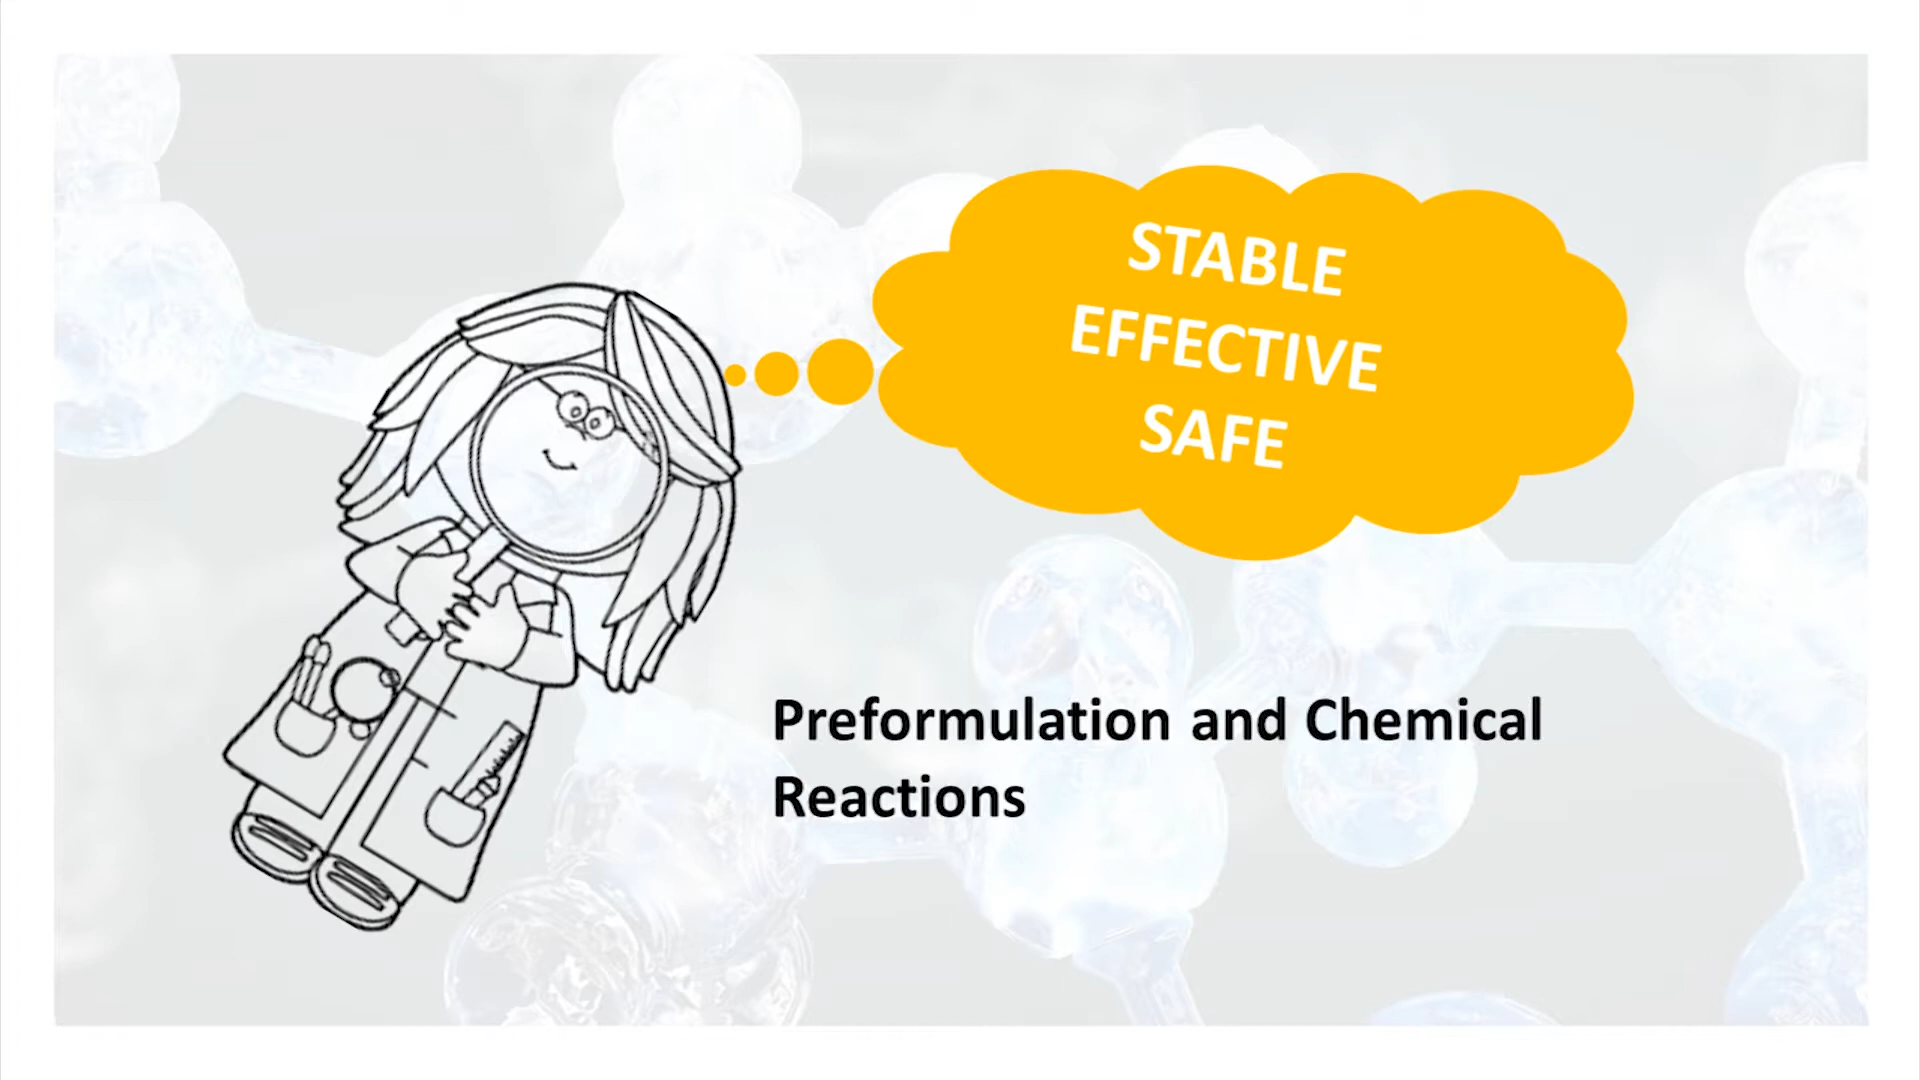 STABLE
EFFECTIVE
SAFE
Preformulation and Chemical
Reactions